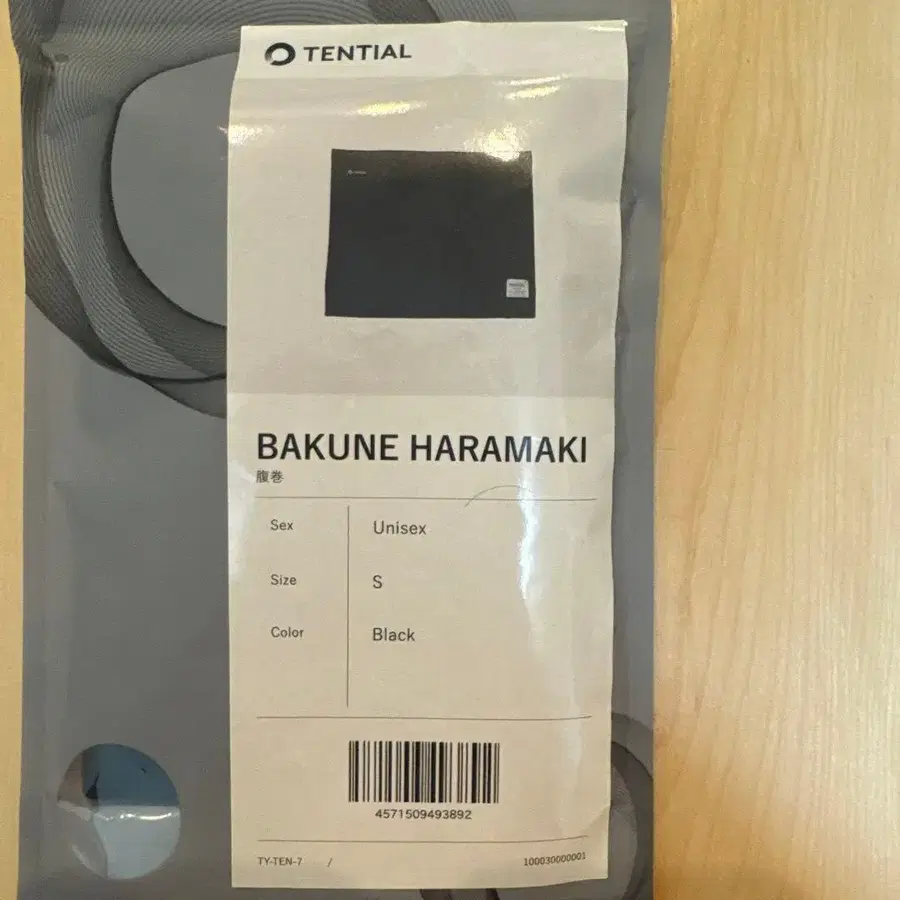 TENTIAL
BAKUNE HARAMAKI
腹巻
Sex Unisex
Size S
Color Black
4571509493892
TY-TEN-7 / 100030000001